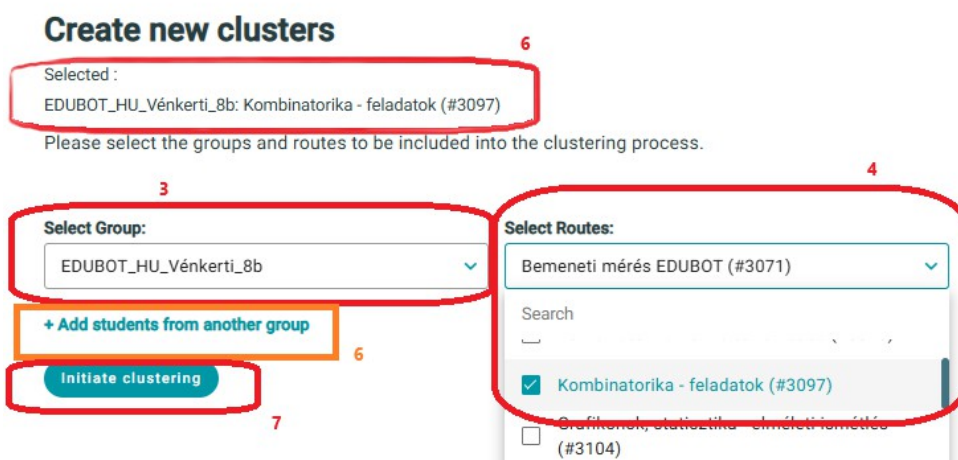 Create new clusters
6
Selected :
EDUBOT_HU_Vénkerti_8b: Kombinatorika - feladatok (#3097)
Please select the groups and routes to be included into the clustering process.
3
4
Select Group:
EDUBOT_HU_Vénkerti_8b
Select Routes:
Bemeneti mérés EDUBOT (#3071)
+ Add students from another group
6
Initiate clustering
7
Search
Kombinatorika - feladatok (#3097)
Grafikonok, statisztika - elméleti ismétlés
(#3104)